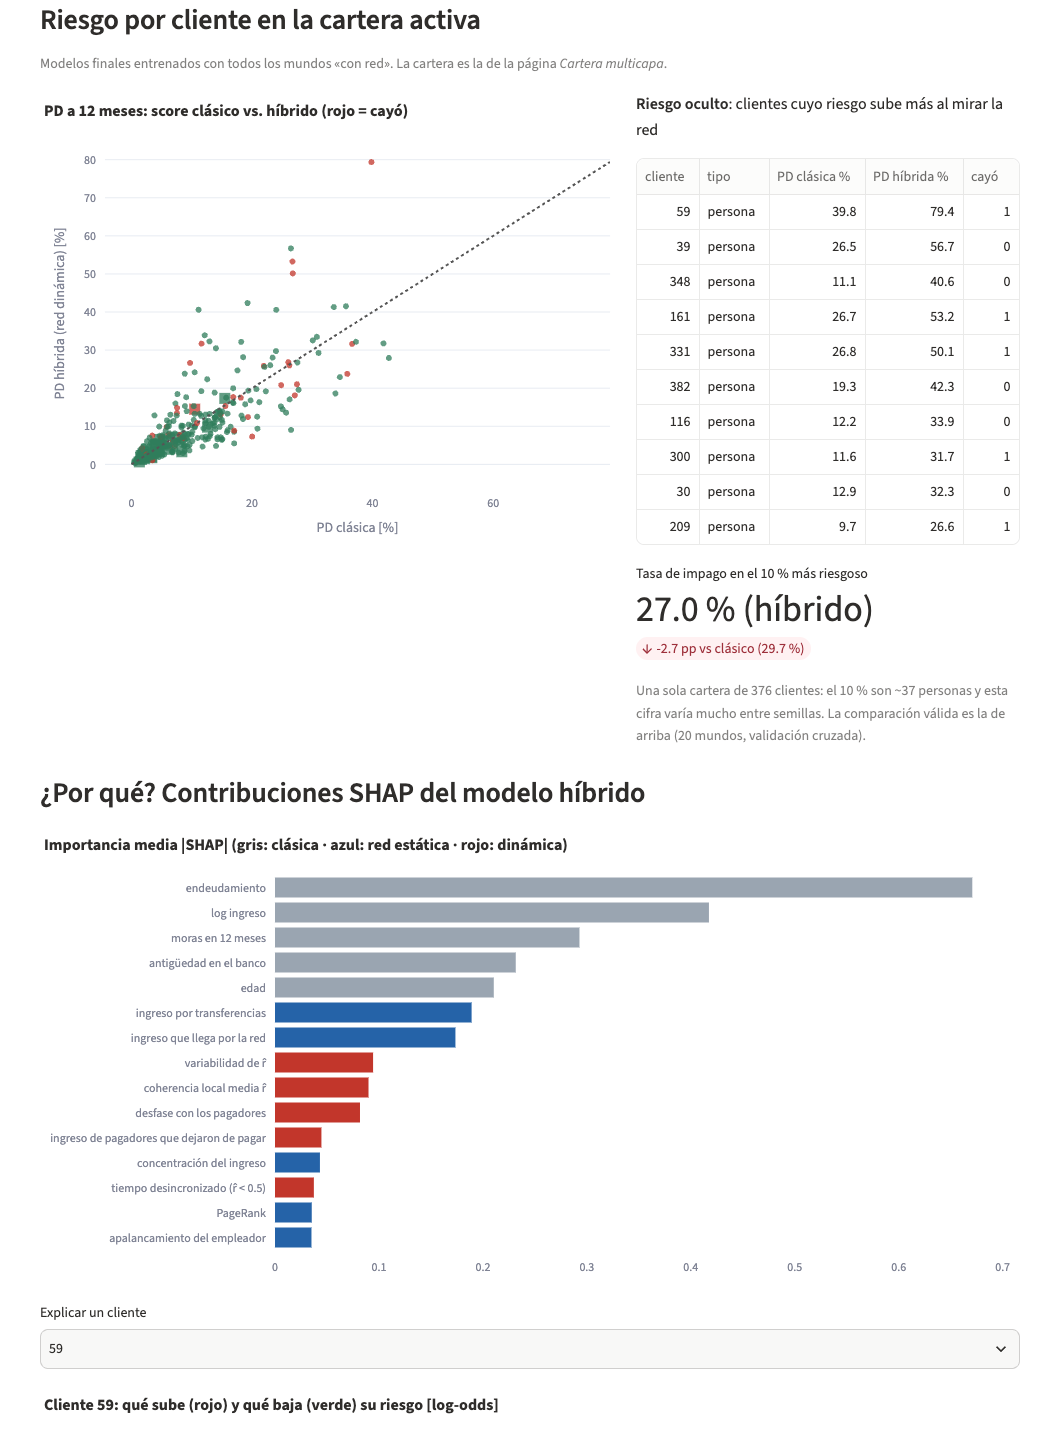 Riesgo por cliente en la cartera activa
Modelos finales entrenados con todos los mundos «con red». La cartera es la de la página Cartera multicapa.
PD a 12 meses: score clásico vs. híbrido (rojo = cayó)
80
70
60
50
40
30
20
10
0
PD híbrida (red dinámica) [%]
0 20 40 60
PD clásica [%]
Riesgo oculto: clientes cuyo riesgo sube más al mirar la
red
cliente tipo PD clásica % PD híbrida % cayó
59 persona 39.8 79.4 1
39 persona 26.5 56.7 0
348 persona 11.1 40.6 0
161 persona 26.7 53.2 1
331 persona 26.8 50.1 1
382 persona 19.3 42.3 0
116 persona 12.2 33.9 0
300 persona 11.6 31.7 1
30 persona 12.9 32.3 0
209 persona 9.7 26.6 1
Tasa de impago en el 10 % más riesgoso
27.0 % (híbrido)
↓ -2.7 pp vs clásico (29.7 %)
Una sola cartera de 376 clientes: el 10 % son ~37 personas y esta
cifra varía mucho entre semillas. La comparación válida es la de
arriba (20 mundos, validación cruzada).
¿Por qué? Contribuciones SHAP del modelo híbrido
Importancia media |SHAP| (gris: clásica · azul: red estática · rojo: dinámica)
endeudamiento
log ingreso
moras en 12 meses
antigüedad en el banco
edad
ingreso por transferencias
ingreso que llega por la red
variabilidad de r̂
coherencia local media r̂
desfase con los pagadores
ingreso de pagadores que dejaron de pagar
concentración del ingreso
tiempo desincronizado (r̂ < 0.5)
PageRank
apalancamiento del empleador
0 0.1 0.2 0.3 0.4 0.5 0.6 0.7
Explicar un cliente
59
Cliente 59: qué sube (rojo) y qué baja (verde) su riesgo [log-odds]